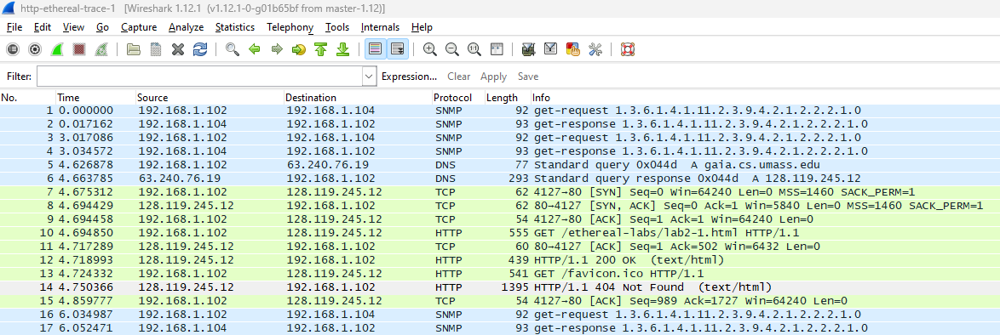 http-ethereal-trace-1 [Wireshark 1.12.1 (v1.12.1-0-g01b65bf from master-1.12)]
File Edit View Go Capture Analyze Statistics Telephony Tools Internals Help
Filter: Expression... Clear Apply Save
No. Time Source Destination Protocol Length Info
1 0.000000 192.168.1.102 192.168.1.104 SNMP 92 get-request 1.3.6.1.4.1.11.2.3.9.4.2.1.2.2.2.1.0
2 0.017162 192.168.1.104 192.168.1.102 SNMP 93 get-response 1.3.6.1.4.1.11.2.3.9.4.2.1.2.2.2.1.0
3 3.017086 192.168.1.102 192.168.1.104 SNMP 92 get-request 1.3.6.1.4.1.11.2.3.9.4.2.1.2.2.2.1.0
4 3.034572 192.168.1.104 192.168.1.102 SNMP 93 get-response 1.3.6.1.4.1.11.2.3.9.4.2.1.2.2.2.1.0
5 4.626878 192.168.1.102 63.240.76.19 DNS 77 Standard query 0x044d A gaia.cs.umass.edu
6 4.663785 63.240.76.19 192.168.1.102 DNS 293 Standard query response 0x044d A 128.119.245.12
7 4.675312 192.168.1.102 128.119.245.12 TCP 62 4127→80 [SYN] Seq=0 Win=64240 Len=0 MSS=1460 SACK_PERM=1
8 4.694429 128.119.245.12 192.168.1.102 TCP 62 80→4127 [SYN, ACK] Seq=0 Ack=1 Win=5840 Len=0 MSS=1460 SACK_PERM=1
9 4.694458 192.168.1.102 128.119.245.12 TCP 54 4127→80 [ACK] Seq=1 Ack=1 Win=64240 Len=0
10 4.694850 192.168.1.102 128.119.245.12 HTTP 555 GET /ethereal-labs/lab2-1.html HTTP/1.1
11 4.717289 128.119.245.12 192.168.1.102 TCP 60 80→4127 [ACK] Seq=1 Ack=502 Win=6432 Len=0
12 4.718993 128.119.245.12 192.168.1.102 HTTP 439 HTTP/1.1 200 OK (text/html)
13 4.724332 192.168.1.102 128.119.245.12 HTTP 541 GET /favicon.ico HTTP/1.1
14 4.750366 128.119.245.12 192.168.1.102 HTTP 1395 HTTP/1.1 404 Not Found (text/html)
15 4.859777 192.168.1.102 128.119.245.12 TCP 54 4127→80 [ACK] Seq=989 Ack=1727 Win=64240 Len=0
16 6.034987 192.168.1.102 192.168.1.104 SNMP 92 get-request 1.3.6.1.4.1.11.2.3.9.4.2.1.2.2.2.1.0
17 6.052471 192.168.1.104 192.168.1.102 SNMP 93 get-response 1.3.6.1.4.1.11.2.3.9.4.2.1.2.2.2.1.0